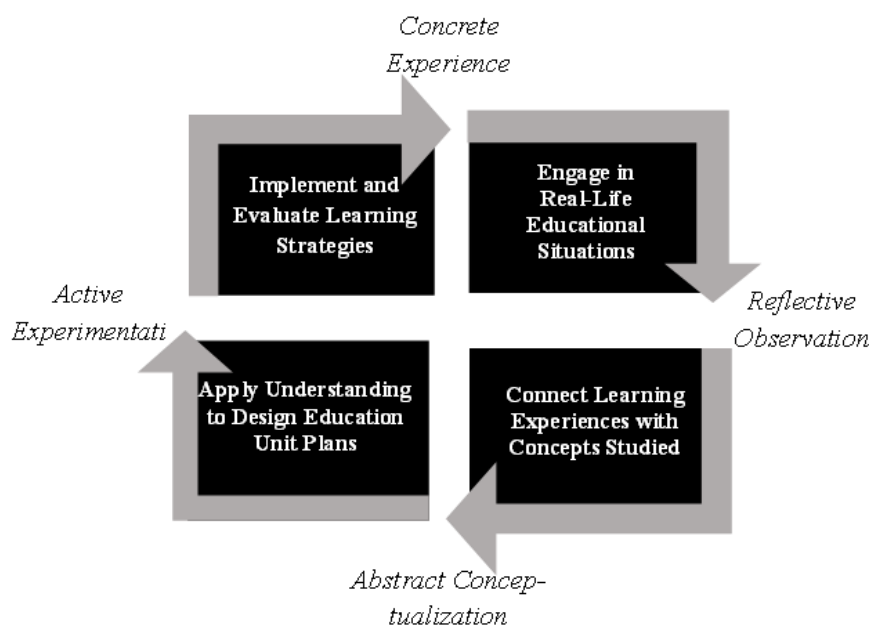 Concrete
Experience
Implement and
Evaluate Learning
Strategies
Engage in
Real-Life
Educational
Situations
Active
Experimentati
Reflective
Observation
Apply Understanding
to Design Education
Unit Plans
Connect Learning
Experiences with
Concepts Studied
Abstract Concep-
tualization